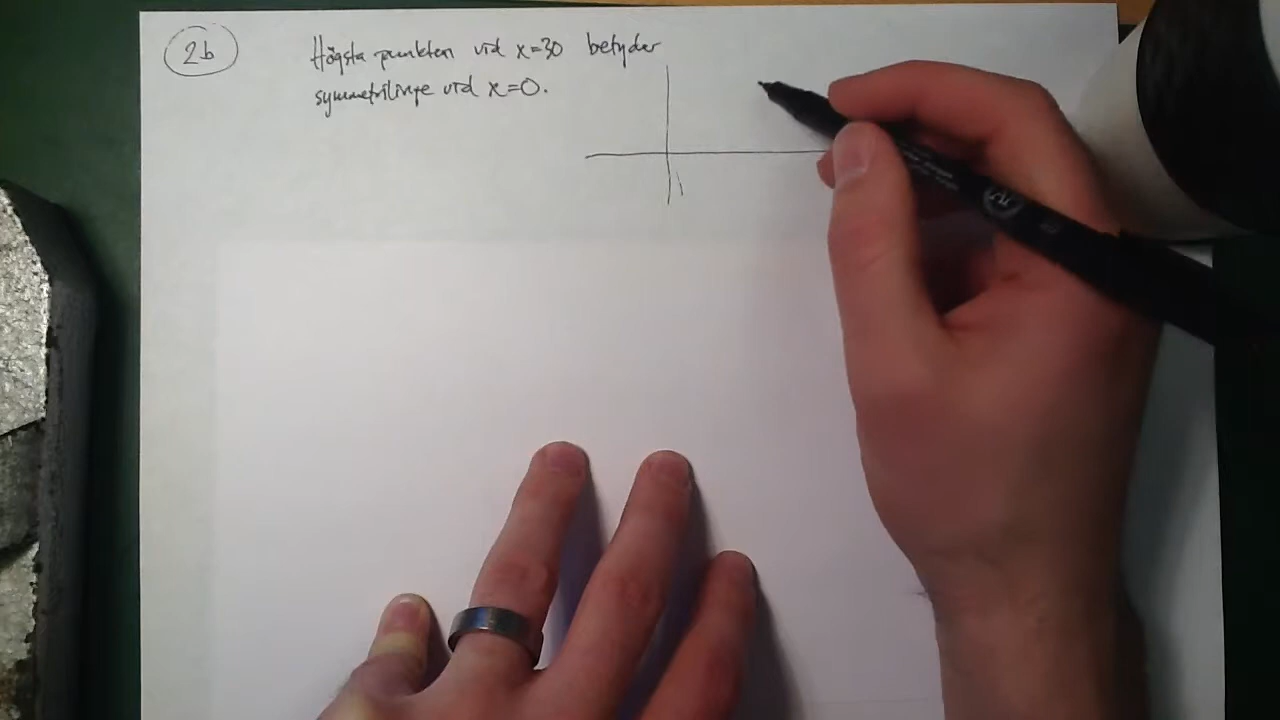 2b
Högsta punkten vid x=30 betyder
symmetrilinje vid x=0.